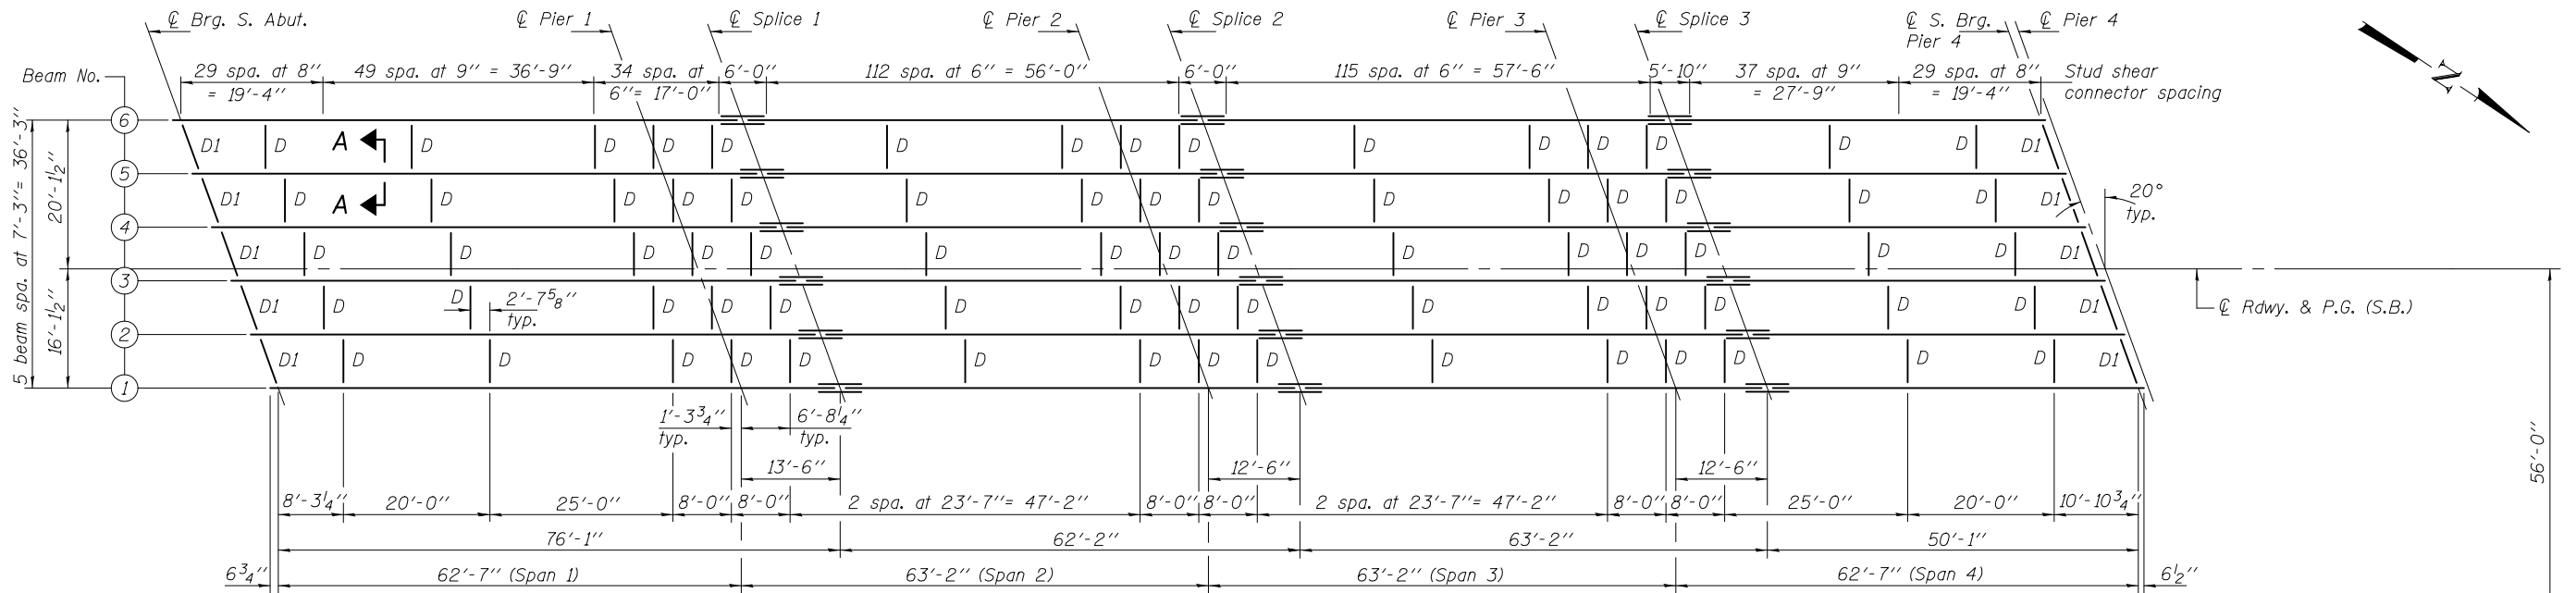 ℄ Brg. S. Abut.
℄ Pier 1
℄ Splice 1
℄ Pier 2
℄ Splice 2
℄ Pier 3
℄ Splice 3
℄ S. Brg.
Pier 4
℄ Pier 4
N
Beam No.
29 spa. at 8"
= 19'-4"
49 spa. at 9" = 36'-9"
34 spa. at
6"= 17'-0"
6'-0"
112 spa. at 6" = 56'-0"
6'-0"
115 spa. at 6" = 57'-6"
5'-10"
37 spa. at 9"
= 27'-9"
29 spa. at 8"
= 19'-4"
Stud shear
connector spacing
6
5
4
3
2
1
5 beam spa. at 7'-3"= 36'-3"
20'-1½"
16'-1½"
D1 D A D D D D D D D D D D D D D D1
D1 D A D D D D D D D D D D D D D D1
D1 D D D D D D D D D D D D D D D1
D1 D D D D D D D D D D D D D D D1
D1 D D D D D D D D D D D D D D D1
2'-7⅝"
typ.
20°
typ.
℄ Rdwy. & P.G. (S.B.)
56'-0"
1'-3¾"
typ.
6'-8¼"
typ.
13'-6"
12'-6"
12'-6"
8'-3¼"
20'-0"
25'-0"
8'-0"
8'-0"
2 spa. at 23'-7"= 47'-2"
8'-0"
8'-0"
2 spa. at 23'-7"= 47'-2"
8'-0"
8'-0"
25'-0"
20'-0"
10'-10¾"
76'-1"
62'-2"
63'-2"
50'-1"
6¾"
62'-7" (Span 1)
63'-2" (Span 2)
63'-2" (Span 3)
62'-7" (Span 4)
6½"